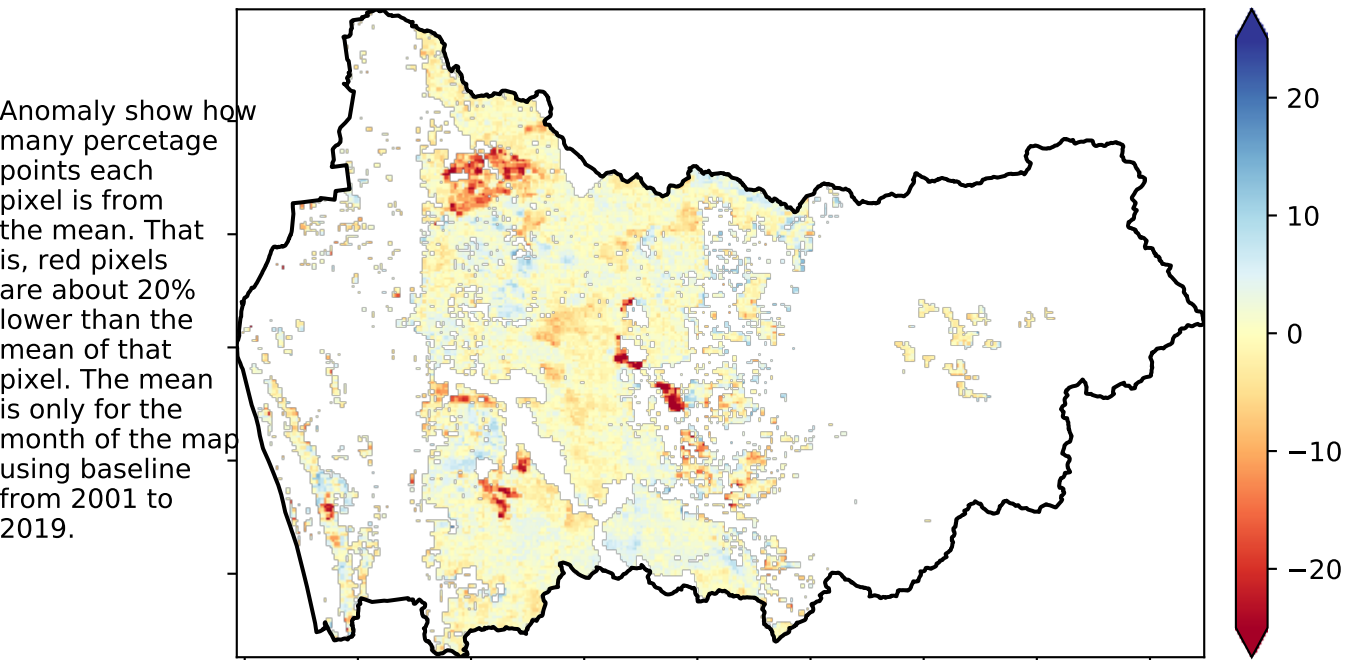 Anomaly show how
many percetage
points each
pixel is from
the mean. That
is, red pixels
are about 20%
lower than the
mean of that
pixel. The mean
is only for the
month of the map
using baseline
from 2001 to
2019.
20
10
0
−10
−20